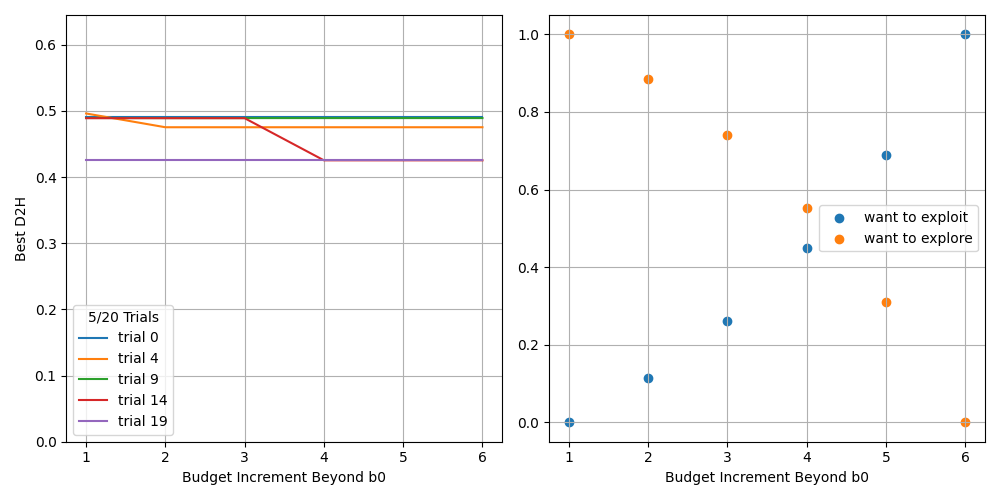 0.6
0.5
0.4
0.3
0.2
0.1
0.0
Best D2H
5/20 Trials
trial 0
trial 4
trial 9
trial 14
trial 19
1 2 3 4 5 6
Budget Increment Beyond b0
1.0
0.8
0.6
0.4
0.2
0.0
want to exploit
want to explore
1 2 3 4 5 6
Budget Increment Beyond b0